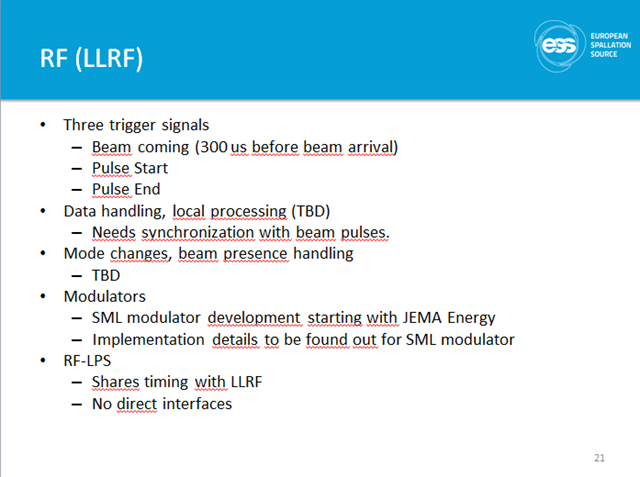 RF (LLRF)
ess
EUROPEAN
SPALLATION
SOURCE
• Three trigger signals
– Beam coming (300 us before beam arrival)
– Pulse Start
– Pulse End
• Data handling, local processing (TBD)
– Needs synchronization with beam pulses.
• Mode changes, beam presence handling
– TBD
• Modulators
– SML modulator development starting with JEMA Energy
– Implementation details to be found out for SML modulator
• RF-LPS
– Shares timing with LLRF
– No direct interfaces
21